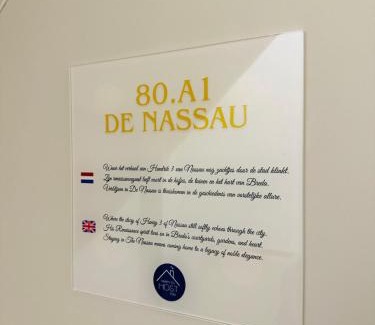 80.A1
DE NASSAU
Waar het verhaal van Hendrik 3 van Nassau nog zachtjes door de stad klinkt.
Zijn renaissancegeest leeft voort in de hofjes, de tuinen en het hart van Breda.
Verblijven in De Nassau is thuiskomen in de geschiedenis van vorstelijke allure.
Where the story of Henry 3 of Nassau still softly echoes through the city.
His Renaissance spirit lives on in Breda's courtyards, gardens, and heart.
Staying in The Nassau means coming home to a legacy of noble elegance.
HOST